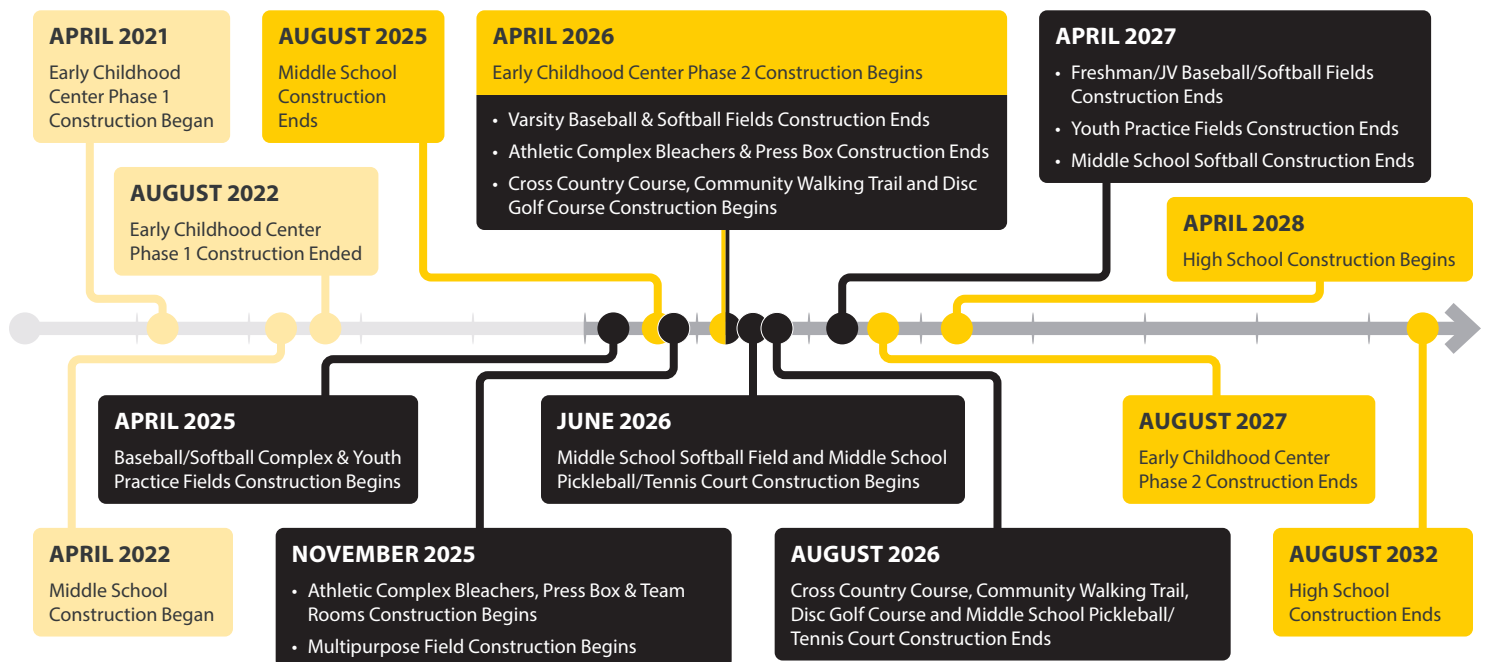 APRIL 2021
Early Childhood
Center Phase 1
Construction Began
AUGUST 2025
Middle School
Construction
Ends
APRIL 2026
Early Childhood Center Phase 2 Construction Begins
• Varsity Baseball & Softball Fields Construction Ends
• Athletic Complex Bleachers & Press Box Construction Ends
• Cross Country Course, Community Walking Trail and Disc
Golf Course Construction Begins
APRIL 2027
• Freshman/JV Baseball/Softball Fields
Construction Ends
• Youth Practice Fields Construction Ends
• Middle School Softball Construction Ends
AUGUST 2022
Early Childhood Center
Phase 1 Construction Ended
APRIL 2028
High School Construction Begins
APRIL 2025
Baseball/Softball Complex & Youth
Practice Fields Construction Begins
JUNE 2026
Middle School Softball Field and Middle School
Pickleball/Tennis Court Construction Begins
AUGUST 2027
Early Childhood Center
Phase 2 Construction Ends
APRIL 2022
Middle School
Construction Began
NOVEMBER 2025
• Athletic Complex Bleachers, Press Box & Team
Rooms Construction Begins
• Multipurpose Field Construction Begins
AUGUST 2026
Cross Country Course, Community Walking Trail,
Disc Golf Course and Middle School Pickleball/
Tennis Court Construction Ends
AUGUST 2032
High School
Construction Ends